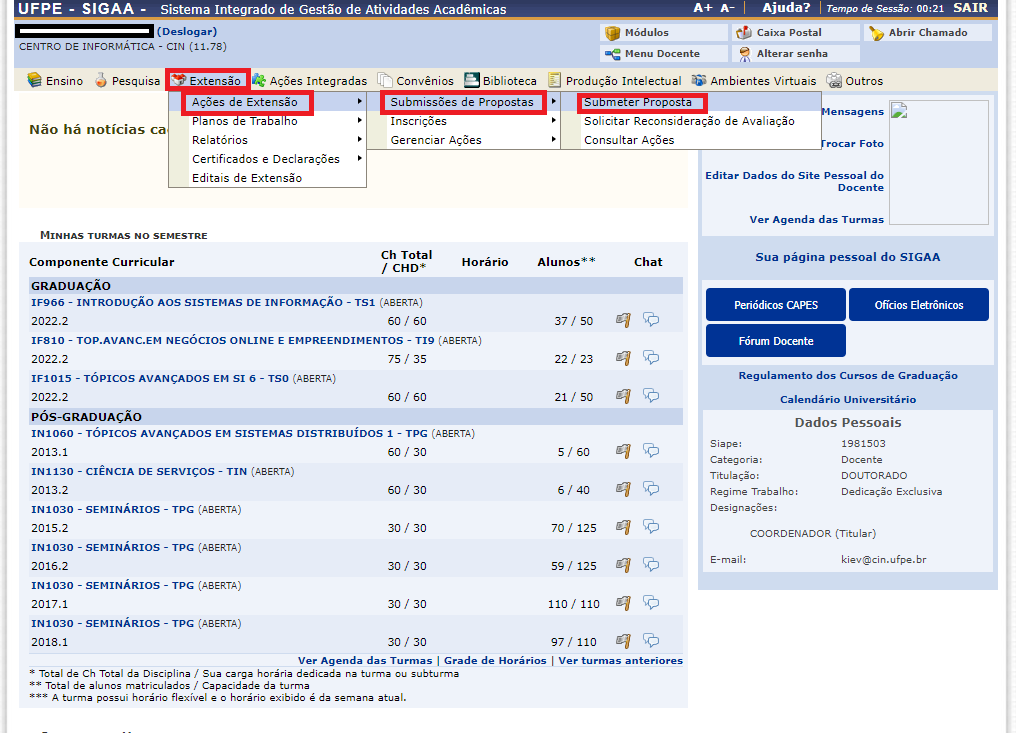 UFPE - SIGAA - Sistema Integrado de Gestão de Atividades Acadêmicas A+ A- | Ajuda? | Tempo de Sessão: 00:21 SAIR
(Deslogar)
CENTRO DE INFORMÁTICA - CIN (11.78)
Módulos Caixa Postal Abrir Chamado
Menu Docente Alterar senha
Ensino Pesquisa Extensão Ações Integradas Convênios Biblioteca Produção Intelectual Ambientes Virtuais Outros
Ações de Extensão
Planos de Trabalho
Relatórios
Certificados e Declarações
Editais de Extensão
Submissões de Propostas
Inscrições
Gerenciar Ações
Submeter Proposta
Solicitar Reconsideração de Avaliação
Consultar Ações
Não há notícias ca
Mensagens
Trocar Foto
Editar Dados do Site Pessoal do
Docente
Ver Agenda das Turmas
MINHAS TURMAS NO SEMESTRE
Componente Curricular Ch Total / CHD* Horário Alunos** Chat
GRADUAÇÃO
IF966 - INTRODUÇÃO AOS SISTEMAS DE INFORMAÇÃO - TS1 (ABERTA)
2022.2 60 / 60 37 / 50
IF810 - TOP.AVANC.EM NEGÓCIOS ONLINE E EMPREENDIMENTOS - TI9 (ABERTA)
2022.2 75 / 35 22 / 23
IF1015 - TÓPICOS AVANÇADOS EM SI 6 - TS0 (ABERTA)
2022.2 60 / 60 21 / 50
PÓS-GRADUAÇÃO
IN1060 - TÓPICOS AVANÇADOS EM SISTEMAS DISTRIBUÍDOS 1 - TPG (ABERTA)
2013.1 60 / 30 5 / 60
IN1130 - CIÊNCIA DE SERVIÇOS - TIN (ABERTA)
2013.2 60 / 30 6 / 40
IN1030 - SEMINÁRIOS - TPG (ABERTA)
2015.2 30 / 30 70 / 125
IN1030 - SEMINÁRIOS - TPG (ABERTA)
2016.2 30 / 30 59 / 125
IN1030 - SEMINÁRIOS - TPG (ABERTA)
2017.1 30 / 30 110 / 110
IN1030 - SEMINÁRIOS - TPG (ABERTA)
2018.1 30 / 30 97 / 110
Ver Agenda das Turmas | Grade de Horários | Ver turmas anteriores
* Total de Ch Total da Disciplina / Sua carga horária dedicada na turma ou subturma
** Total de alunos matriculados / Capacidade da turma
*** A turma possui horário flexível e o horário exibido é da semana atual.
Sua página pessoal do SIGAA
Periódicos CAPES Ofícios Eletrônicos
Fórum Docente
Regulamento dos Cursos de Graduação
Calendário Universitário
Dados Pessoais
Siape: 1981503
Categoria: Docente
Titulação: DOUTORADO
Regime Trabalho: Dedicação Exclusiva
Designações:
COORDENADOR (Titular)
E-mail: kiev@cin.ufpe.br